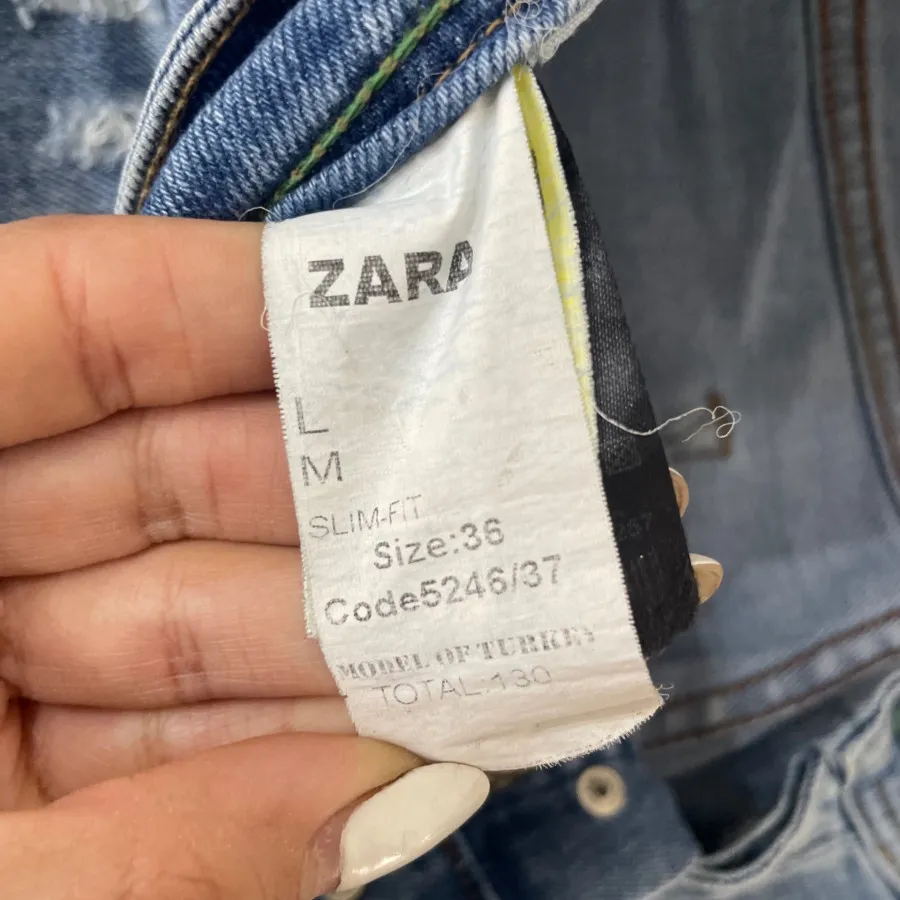 ZARA
L
M
SLIM-FIT
Size:36
Code5246/37
MODEL OF TURKEY
TOTAL:130